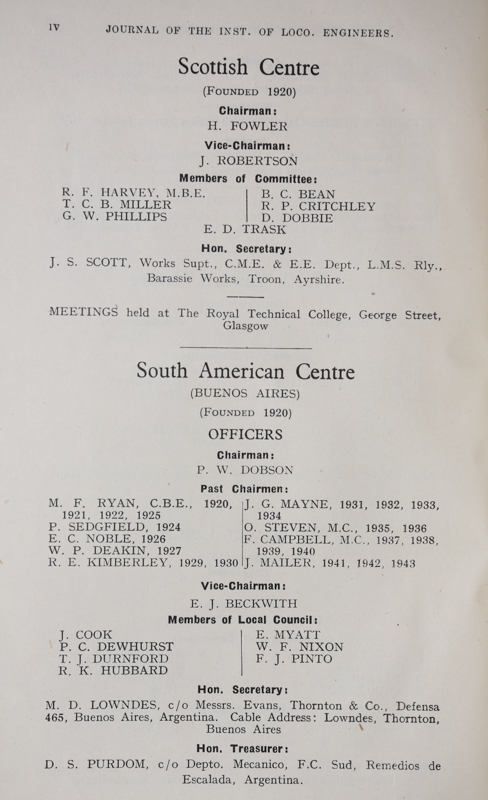 IV JOURNAL OF THE INST. OF LOCO. ENGINEERS.
Scottish Centre
(FOUNDED 1920)
Chairman:
H. FOWLER
Vice-Chairman:
J. ROBERTSON
Members of Committee:
R. F. HARVEY, M.B.E.
T. C. B. MILLER
G. W. PHILLIPS
B. C. BEAN
R. P. CRITCHLEY
D. DOBBIE
E. D. TRASK
Hon. Secretary:
J. S. SCOTT, Works Supt., C.M.E. & E.E. Dept., L.M.S. Rly.,
Barassie Works, Troon, Ayrshire.
MEETINGS held at The Royal Technical College, George Street,
Glasgow
South American Centre
(BUENOS AIRES)
(FOUNDED 1920)
OFFICERS
Chairman:
P. W. DOBSON
Past Chairmen:
M. F. RYAN, C.B.E., 1920,
1921, 1922, 1925
P. SEDGFIELD, 1924
E. C. NOBLE, 1926
W. P. DEAKIN, 1927
R. E. KIMBERLEY, 1929, 1930
J. G. MAYNE, 1931, 1932, 1933,
1934
O. STEVEN, M.C., 1935, 1936
F. CAMPBELL, M.C., 1937, 1938,
1939, 1940
J. MAILER, 1941, 1942, 1943
Vice-Chairman:
E. J. BECKWITH
Members of Local Council:
J. COOK
P. C. DEWHURST
T. J. DURNFORD
R. K. HUBBARD
E. MYATT
W. F. NIXON
F. J. PINTO
Hon. Secretary:
M. D. LOWNDES, c/o Messrs. Evans, Thornton & Co., Defensa
465, Buenos Aires, Argentina. Cable Address: Lowndes, Thornton,
Buenos Aires
Hon. Treasurer:
D. S. PURDOM, c/o Depto. Mecanico, F.C. Sud, Remedios de
Escalada, Argentina.